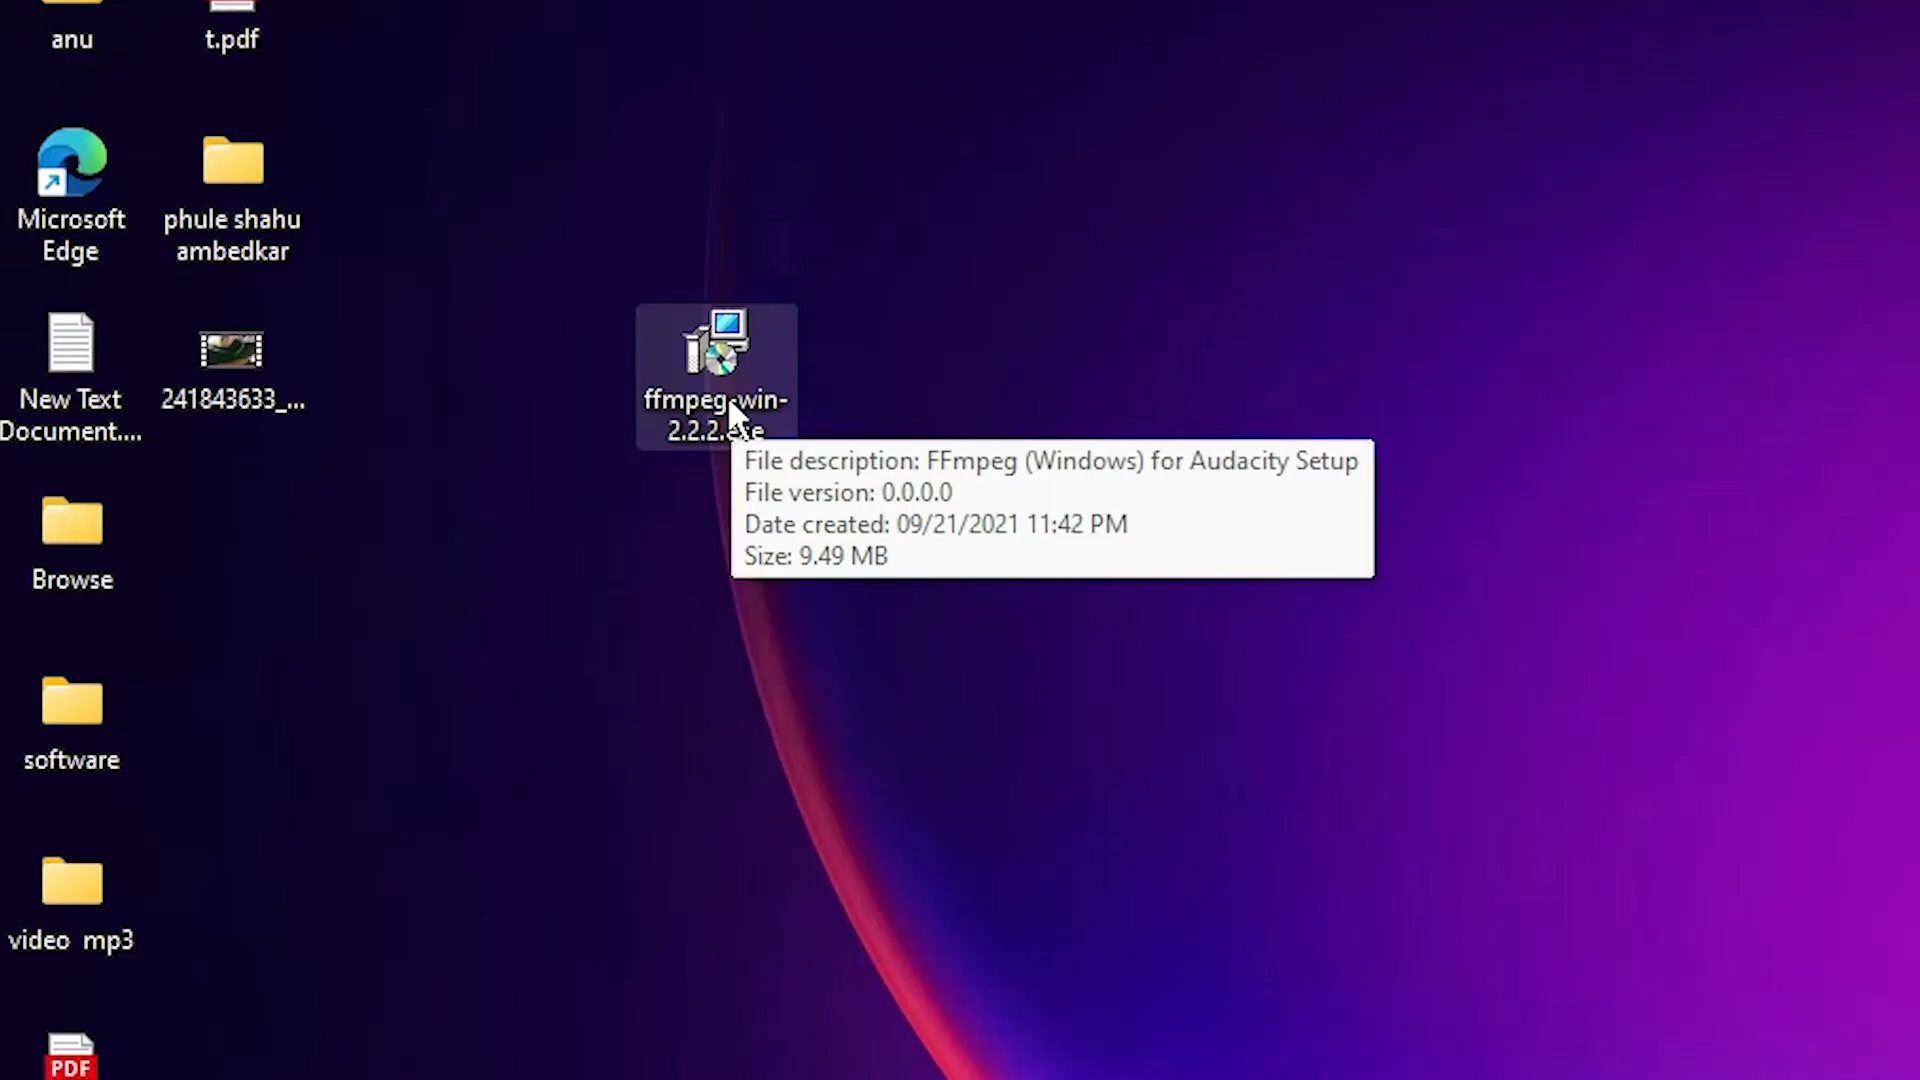 anu
t.pdf
Microsoft
Edge
phule shahu
ambedkar
New Text
Document....
241843633_...
ffmpeg-win-
2.2.2.exe
File description: FFmpeg (Windows) for Audacity Setup
File version: 0.0.0.0
Date created: 09/21/2021 11:42 PM
Size: 9.49 MB
Browse
software
video  mp3
PDF